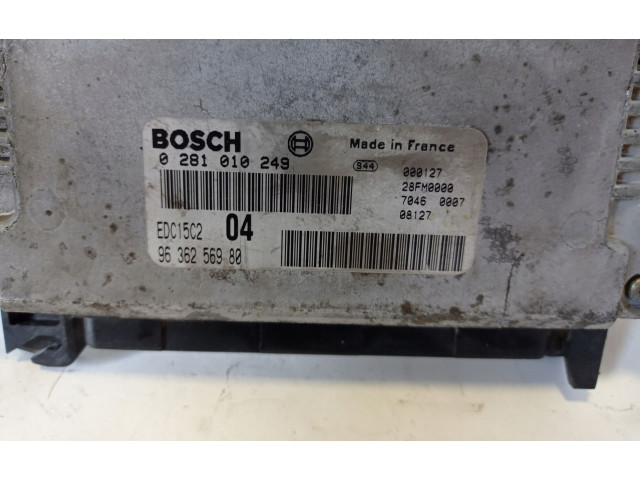 BOSCH
Made in France
0 281 010 249
S44
000127
28FM0000
7046 0007
08127
EDC15C2 04
96 362 569 80